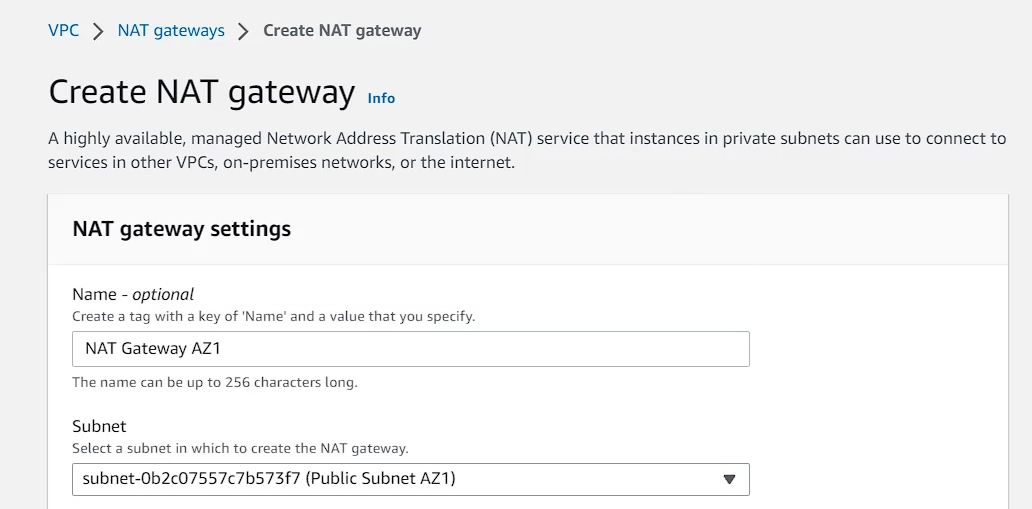 VPC > NAT gateways > Create NAT gateway
Create NAT gateway Info
A highly available, managed Network Address Translation (NAT) service that instances in private subnets can use to connect to
services in other VPCs, on-premises networks, or the internet.
NAT gateway settings
Name - optional
Create a tag with a key of 'Name' and a value that you specify.
NAT Gateway AZ1
The name can be up to 256 characters long.
Subnet
Select a subnet in which to create the NAT gateway.
subnet-0b2c07557c7b573f7 (Public Subnet AZ1)